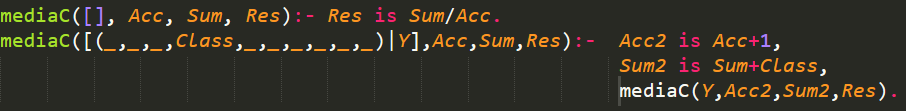 mediaC([], Acc, Sum, Res):- Res is Sum/Acc.
mediaC([(_,_,_,Class,_,_,_,_,_,_)|Y],Acc,Sum,Res):- Acc2 is Acc+1,
Sum2 is Sum+Class,
mediaC(Y,Acc2,Sum2,Res).